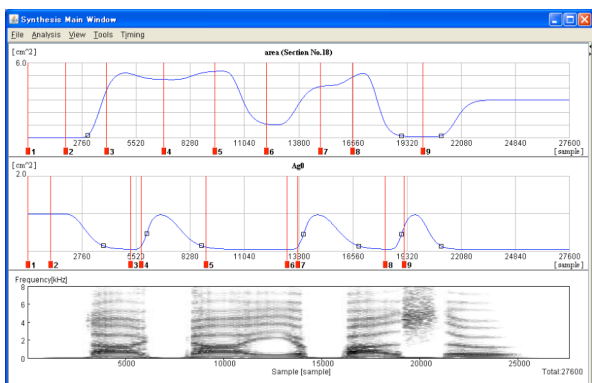 Synthesis Main Window
File Analysis View Tools Timing
[cm^2] area (Section No.18)
6.0
2760 5520 8280 11040 13800 16560 19320 22080 24840 27600
1 2 3 4 5 6 7 8 9 [sample]
[cm^2] Ag0
2.0
2760 5520 8280 11040 13800 16560 19320 22080 24840 27600
1 2 3 4 5 6 7 8 9 [sample]
Frequency[kHz]
8
6
4
2
0
5000 10000 15000 20000 25000
Sample [sample] Total:27600